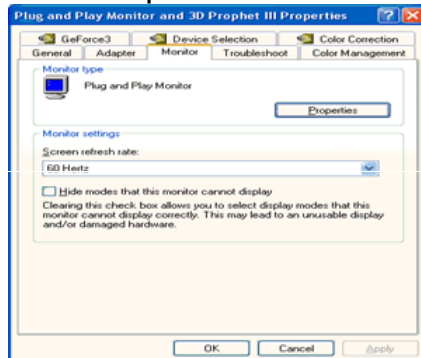 Plug and Play Monitor and 3D Prophet III Properties
GeForce3 Device Selection Color Correction
General Adapter Monitor Troubleshoot Color Management
Monitor type
Plug and Play Monitor
Properties
Monitor settings
Screen refresh rate:
60 Hertz
Hide modes that this monitor cannot display
Clearing this check box allows you to select display modes that this
monitor cannot display correctly. This may lead to an unusable display
and/or damaged hardware.
OK Cancel Apply